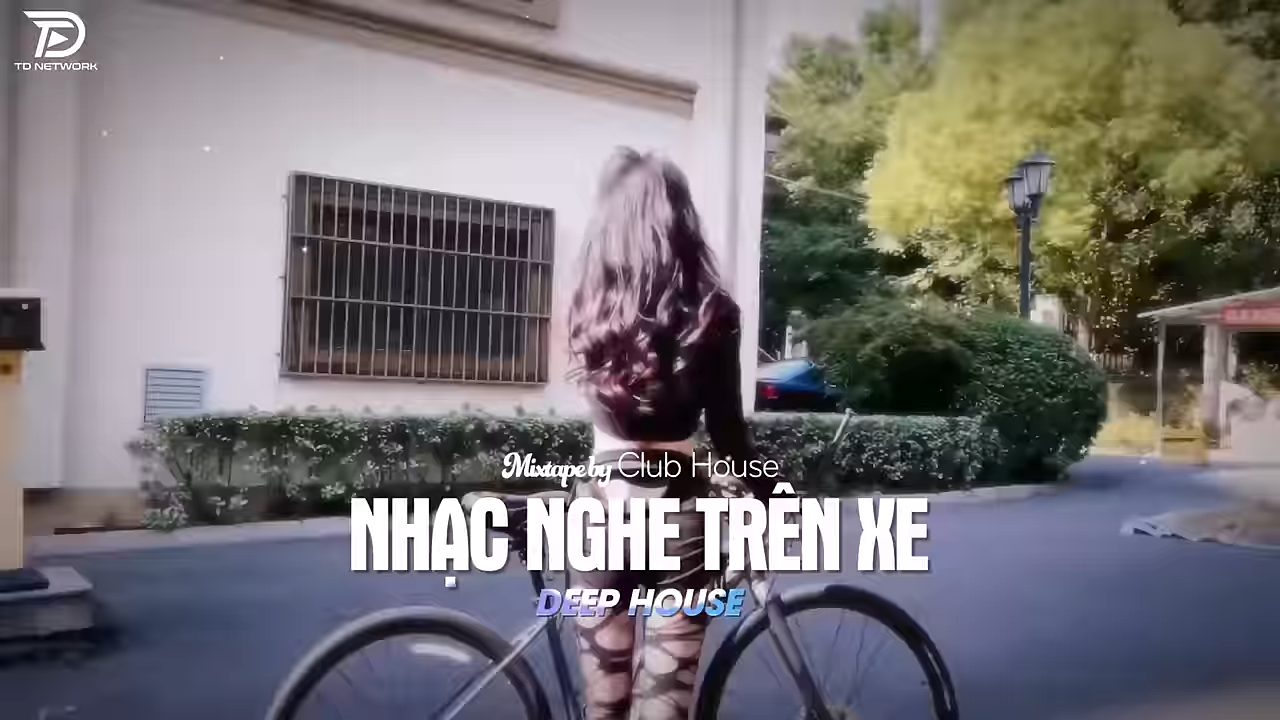 TD NETWORK
Mixtape by Club House
NHẠC NGHE TRÊN XE
DEEP HOUSE